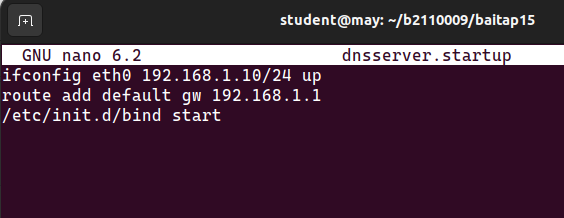 student@may: ~/b2110009/baitap15
GNU nano 6.2 dnsserver.startup
ifconfig eth0 192.168.1.10/24 up
route add default gw 192.168.1.1
/etc/init.d/bind start